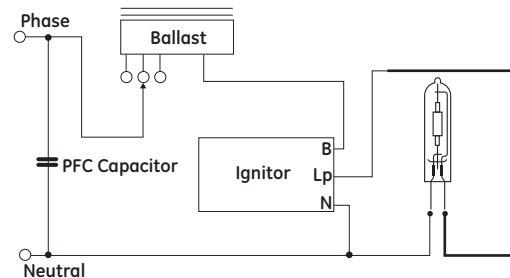 Phase
Ballast
B
PFC Capacitor
Ignitor
Lp
N
Neutral